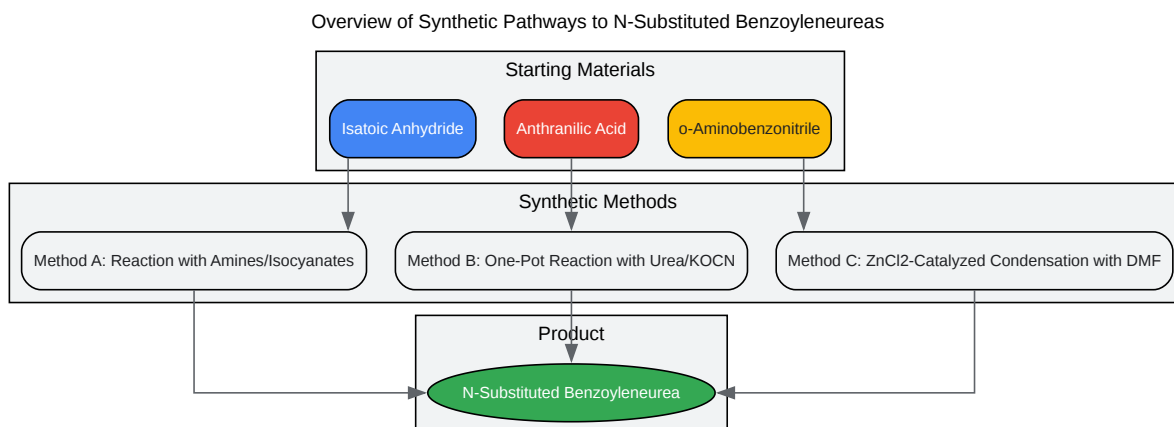 Overview of Synthetic Pathways to N-Substituted Benzoyleneureas
Starting Materials
Isatoic Anhydride
Anthranilic Acid
o-Aminobenzonitrile
Synthetic Methods
Method A: Reaction with Amines/Isocyanates
Method B: One-Pot Reaction with Urea/KOCN
Method C: ZnCl2-Catalyzed Condensation with DMF
Product
N-Substituted Benzoyleneurea